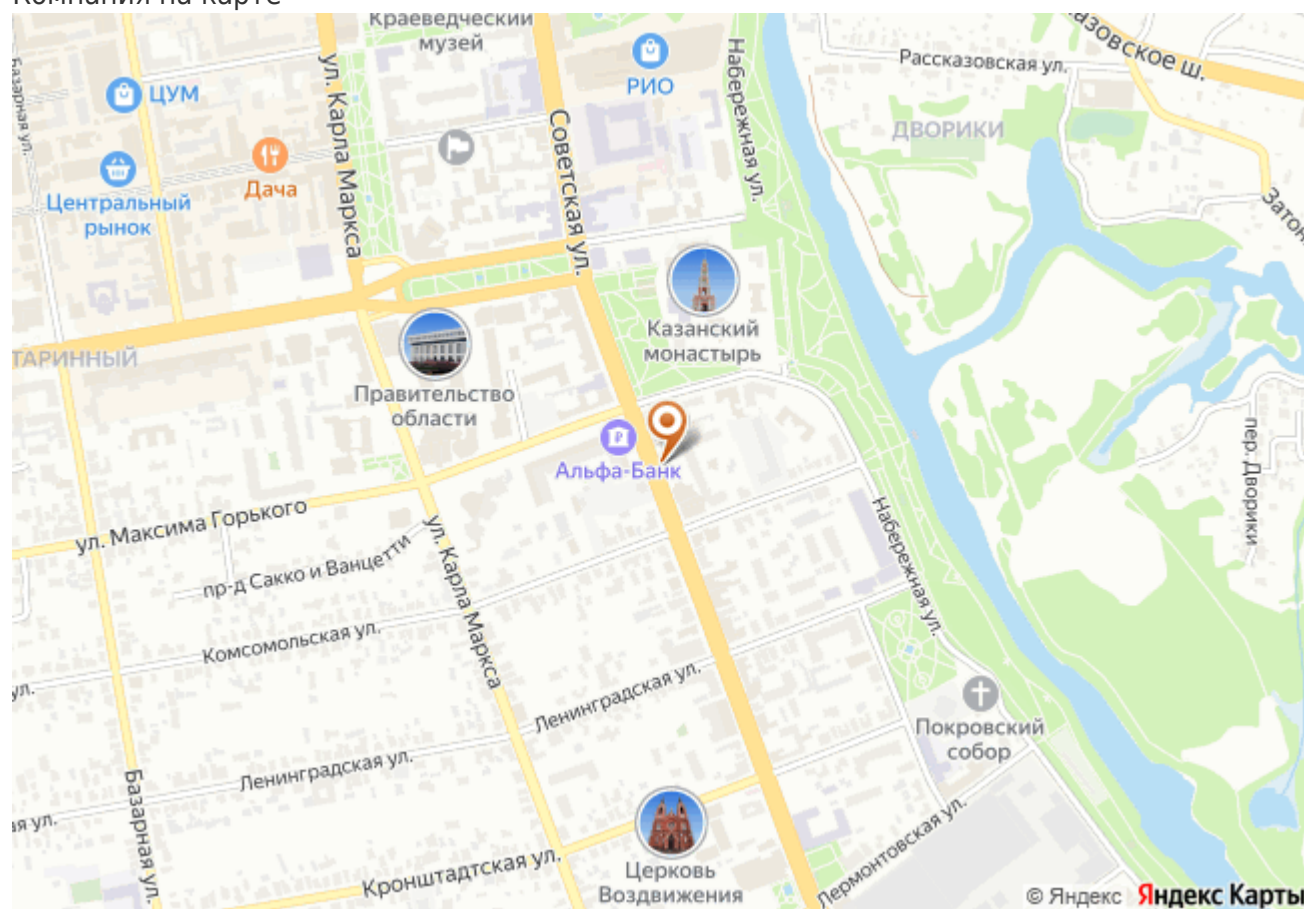 Компания на карте
Краеведческий
музей
РИО
Рассказовская ул.
азовское ш.
Базарная ул.
ЦУМ
ул. Карла Маркса
Советская ул.
Набережная ул.
ДВОРИКИ
Дача
Центральный
рынок
Затон
Казанский
монастырь
ТАРИННЫЙ
Правительство
области
Альфа-Банк
пер. Дворики
ул. Максима Горького
пр-д Сакко и Ванцетти
ул. Карла Маркса
Набережная ул.
Комсомольская ул.
ул.
Ленинградская ул.
Покровский
собор
Ленинградская ул.
Базарная ул.
ая ул.
Кронштадтская ул.
Церковь
Воздвижения
Лермонтовская ул.
© Яндекс Яндекс Карты